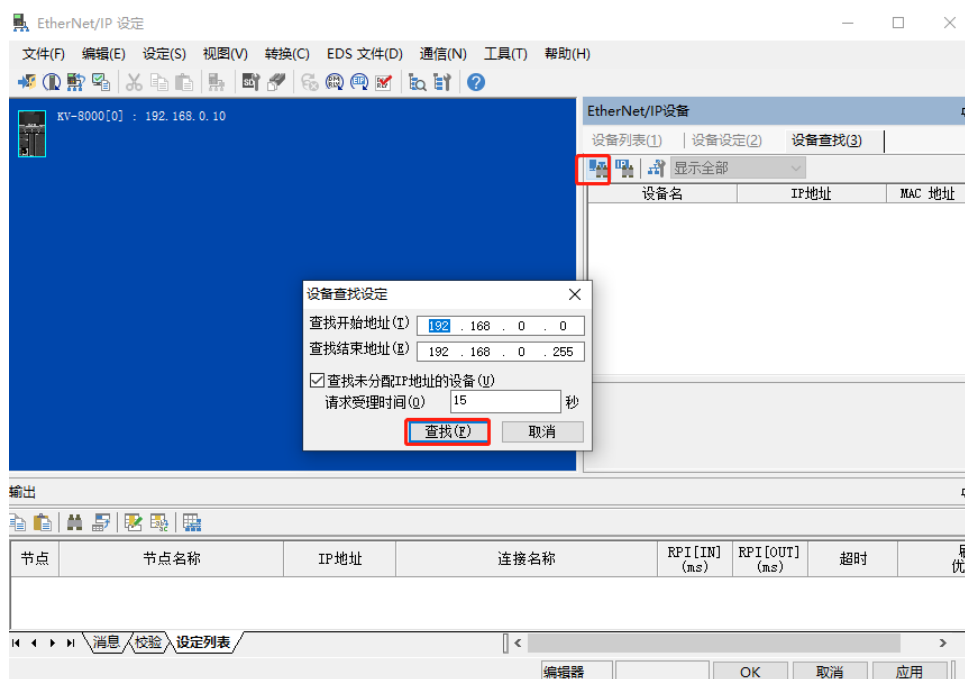 EtherNet/IP 设定
文件(F) 编辑(E) 设定(S) 视图(V) 转换(C) EDS 文件(D) 通信(N) 工具(T) 帮助(H)
KV-8000[0] : 192.168.0.10
EtherNet/IP设备
设备列表(1) 设备设定(2) 设备查找(3)
显示全部
设备名 IP地址 MAC 地址
设备查找设定
查找开始地址(I) 192 . 168 . 0 . 0
查找结束地址(E) 192 . 168 . 0 . 255
查找未分配IP地址的设备(U)
请求受理时间(O) 15 秒
查找(F) 取消
输出
节点 节点名称 IP地址 连接名称 RPI[IN] (ms) RPI[OUT] (ms) 超时
消息 校验 设定列表
编辑器 OK 取消 应用